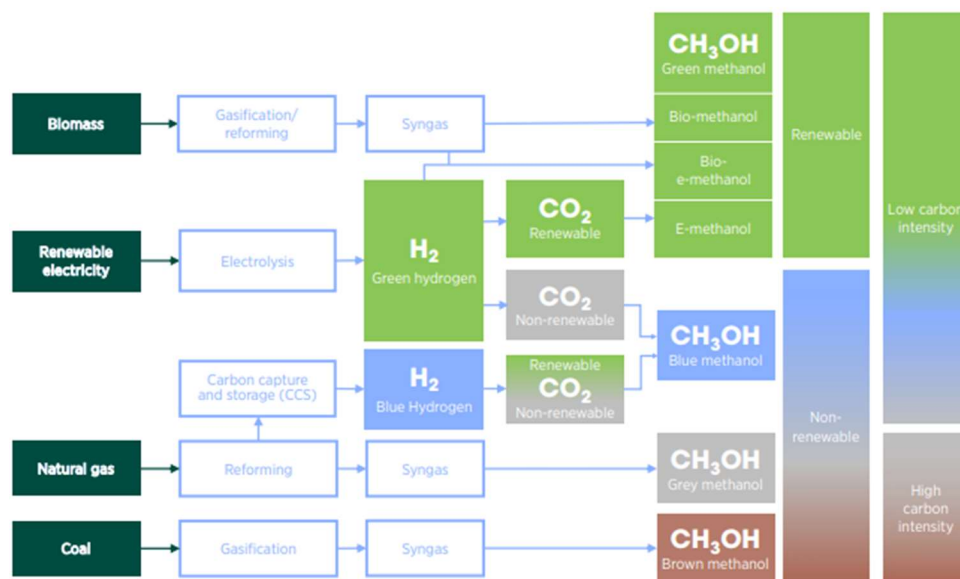 CH₃OH
Green methanol
Biomass
Gasification/
reforming
Syngas
Bio-methanol
Renewable
Bio-
e-methanol
Low carbon
intensity
Renewable
electricity
Electrolysis
H₂
Green hydrogen
CO₂
Renewable
E-methanol
CO₂
Non-renewable
CH₃OH
Blue methanol
Carbon capture
and storage (CCS)
H₂
Blue Hydrogen
Renewable
CO₂
Non-renewable
Non-
renewable
Natural gas
Reforming
Syngas
CH₃OH
Grey methanol
High
carbon
intensity
Coal
Gasification
Syngas
CH₃OH
Brown methanol